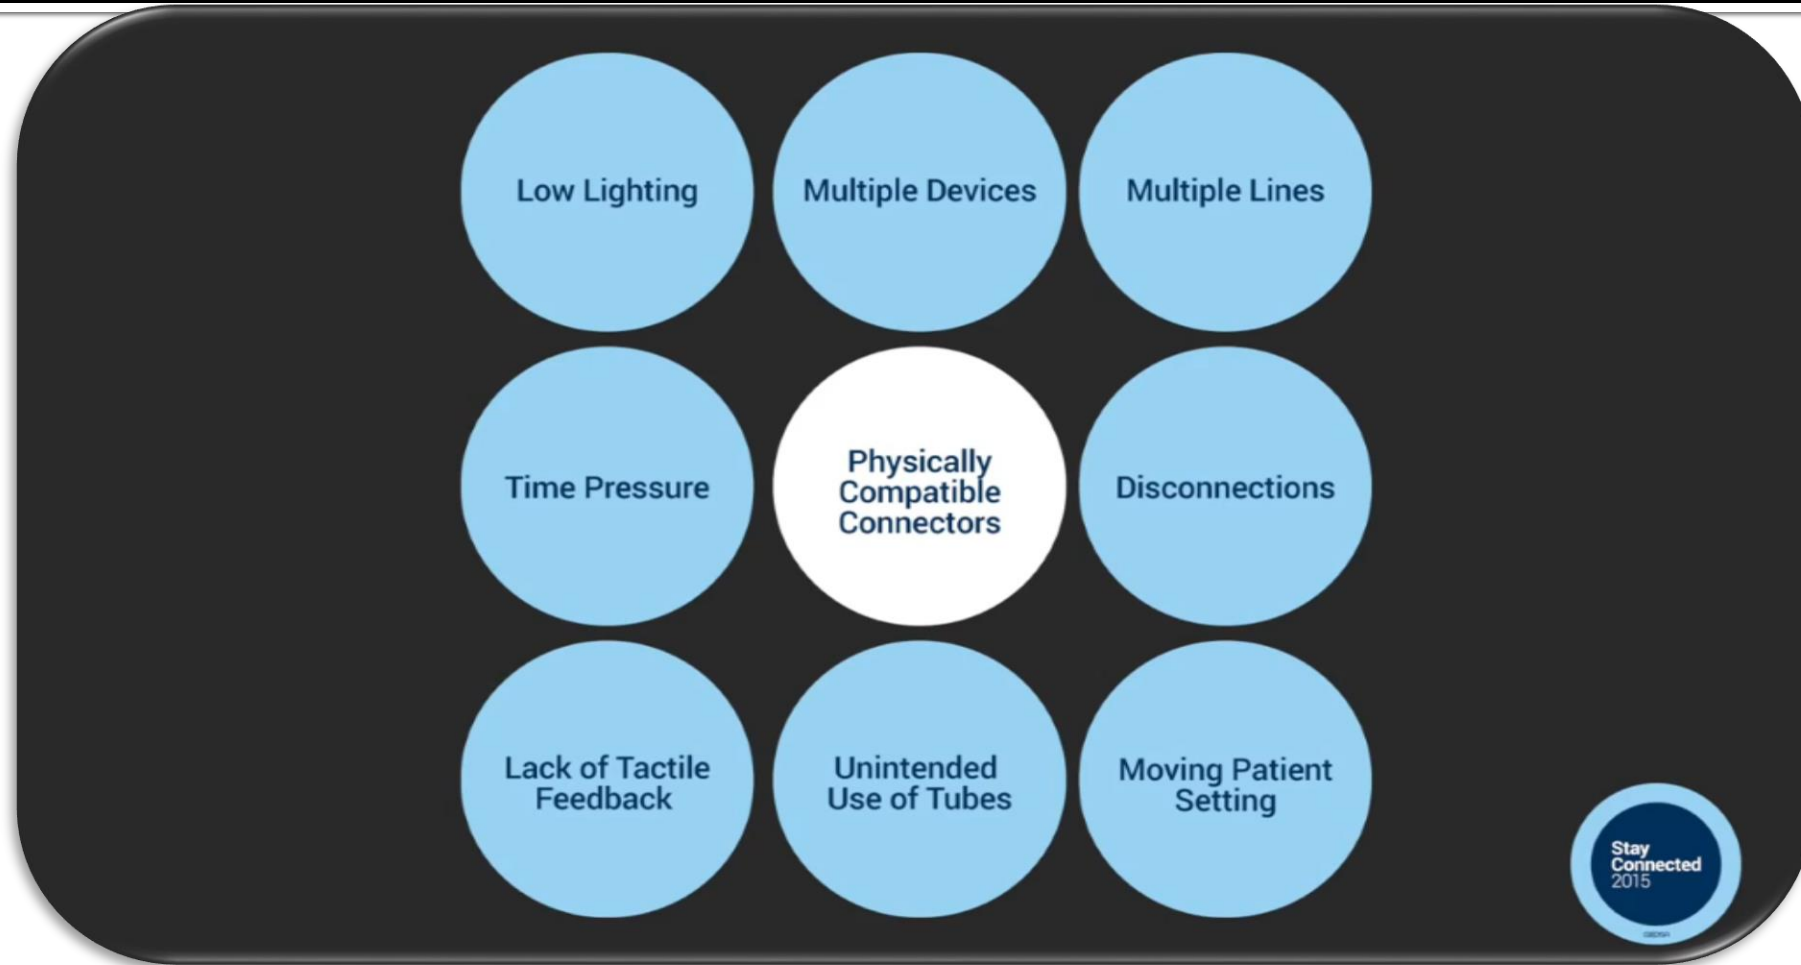 Low Lighting
Multiple Devices
Multiple Lines
Time Pressure
Physically
Compatible
Connectors
Disconnections
Lack of Tactile
Feedback
Unintended
Use of Tubes
Moving Patient
Setting
Stay
Connected
2015